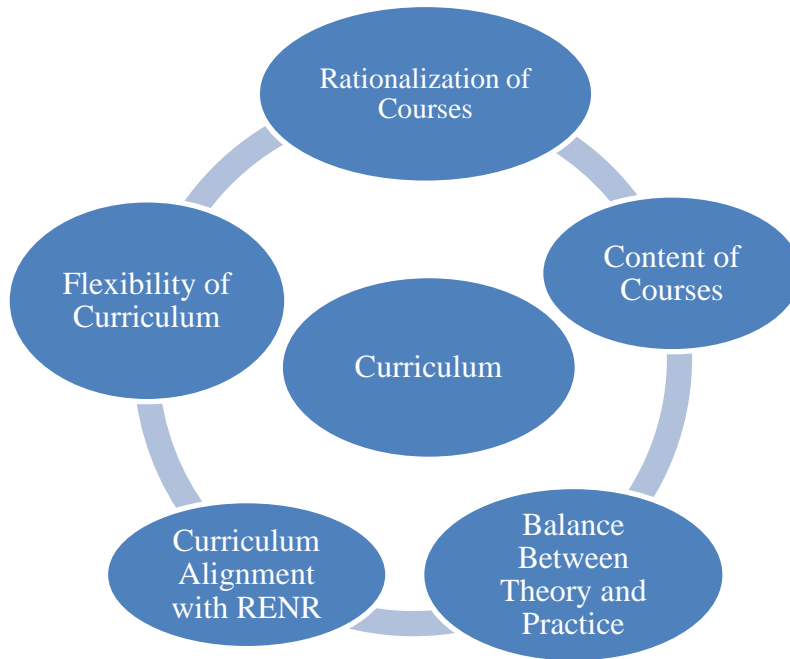 Rationalization of
Courses
Content of
Courses
Balance
Between
Theory and
Practice
Curriculum
Alignment
with RENR
Flexibility of
Curriculum
Curriculum